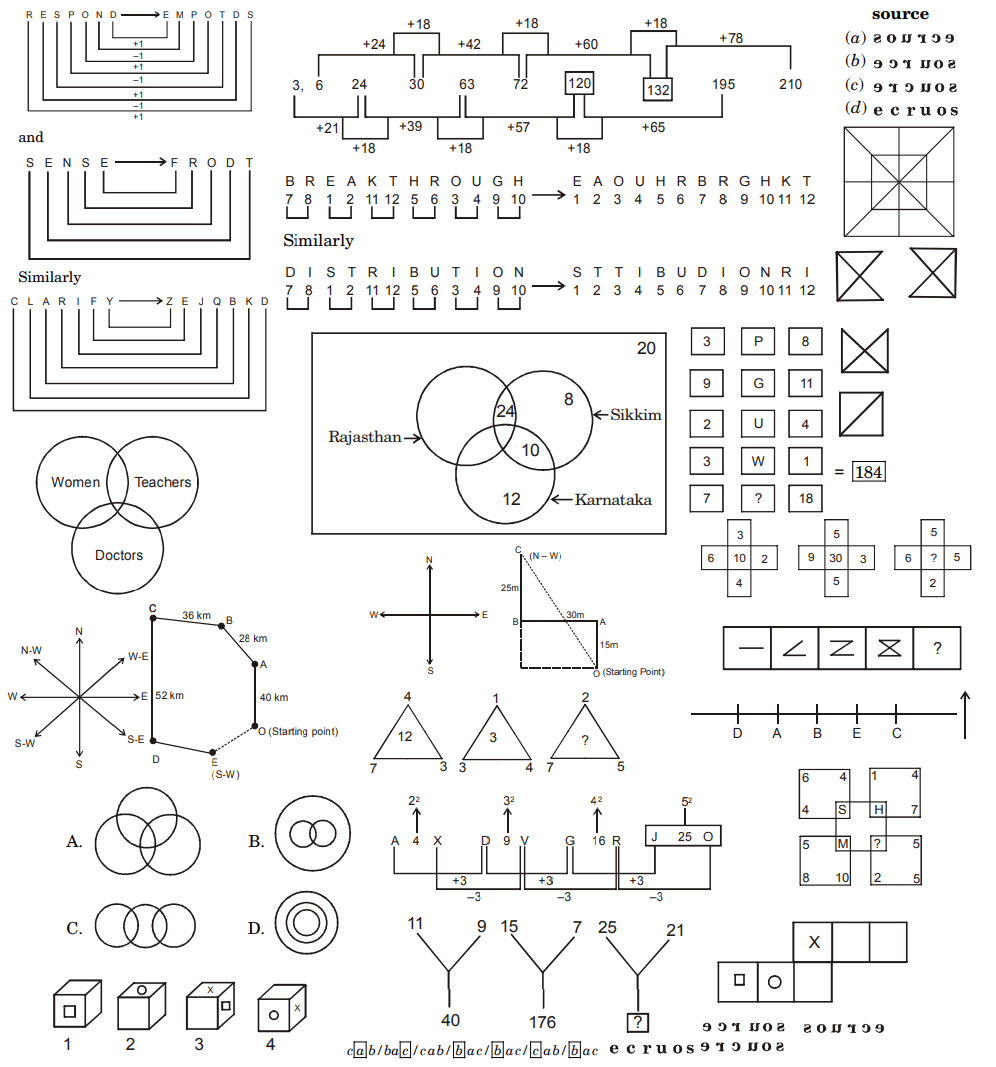 R E S P O N D E M P O T D S
+1
–1
+1
–1
+1
–1
+1
and
S E N S E F R O D T
Similarly
C L A R I F Y Z E J Q B K D
+18 +18 +18
+24 +42 +60 +78
3, 6 24 30 63 72 120 132 195 210
+21 +39 +57 +65
+18 +18 +18
B R E A K T H R O U G H E A O U H R B R G H K T
7 8 1 2 11 12 5 6 3 4 9 10 1 2 3 4 5 6 7 8 9 10 11 12
Similarly
D I S T R I B U T I O N S T T I B U D I O N R I
7 8 1 2 11 12 5 6 3 4 9 10 1 2 3 4 5 6 7 8 9 10 11 12
source
(a)
(b)
(c)
(d) e c r u o s
20
24 8
Sikkim
Rajasthan
10
12 Karnataka
3 P 8
9 G 11
2 U 4
3 W 1
= 184
7 ? 18
Women Teachers
Doctors
3 5 5
6 10 2 9 30 3 6 ? 5
4 5 2
N
W E
S
C (N – W)
25m
30m
B A
15m
O (Starting Point)
N
N-W W-E
W E
S-W S-E
S
C 36 km B
28 km
A
52 km 40 km
O (Starting point)
D E
(S-W)
?
D A B E C
4 1 2
12 3 ?
7 3 3 4 7 5
6 4 1 4
4 S H 7
5 M ? 5
8 10 2 5
2² 3² 4² 5²
A 4 X D 9 V G 16 R J 25 O
+3 +3 +3
–3 –3 –3
A. B.
C. D.
11 9 15 7 25 21
40 176 ?
X
X X
1 2 3 4
X
c a b / b a c / c a b / b a c / b a c / c a b / b a c
e c r u o s